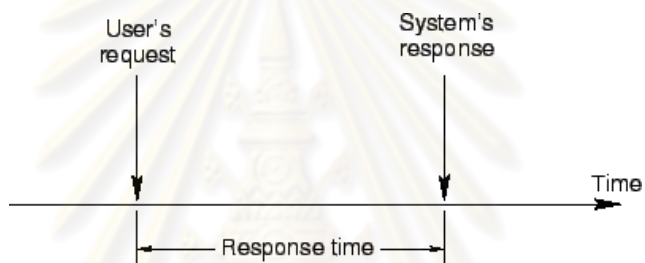 User's
request
System's
response
Time
Response time